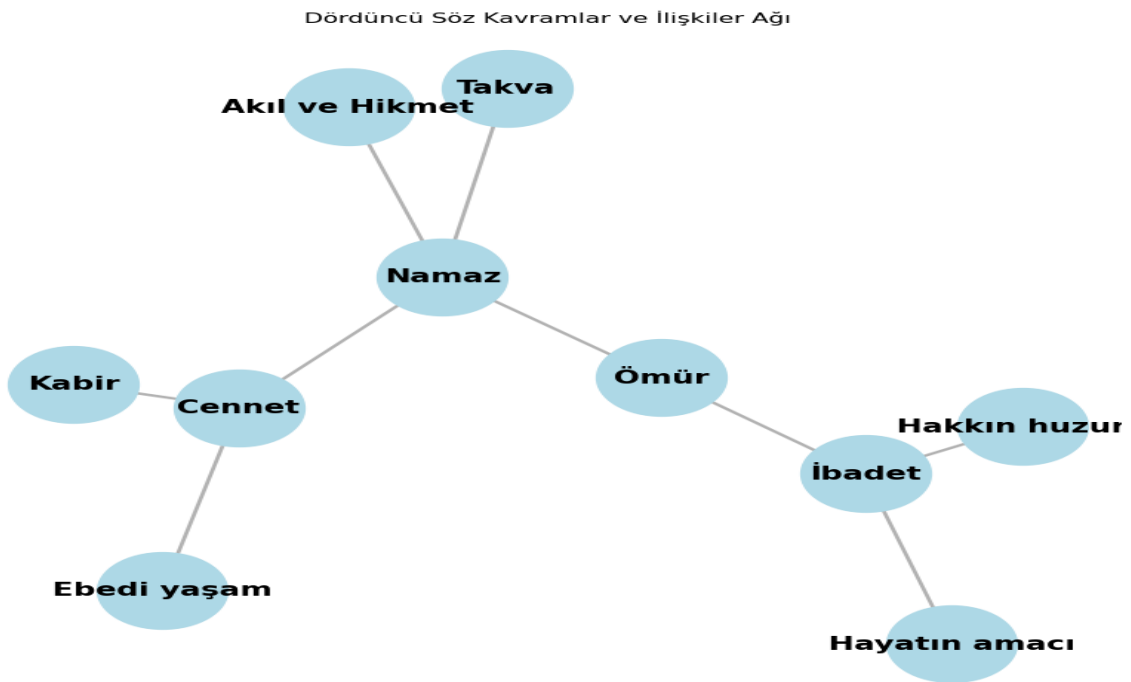 Dördüncü Söz Kavramlar ve İlişkiler Ağı
Takva
Akıl ve Hikmet
Namaz
Ömür
Kabir
Cennet
Hakkın huzur
İbadet
Ebedi yaşam
Hayatın amacı